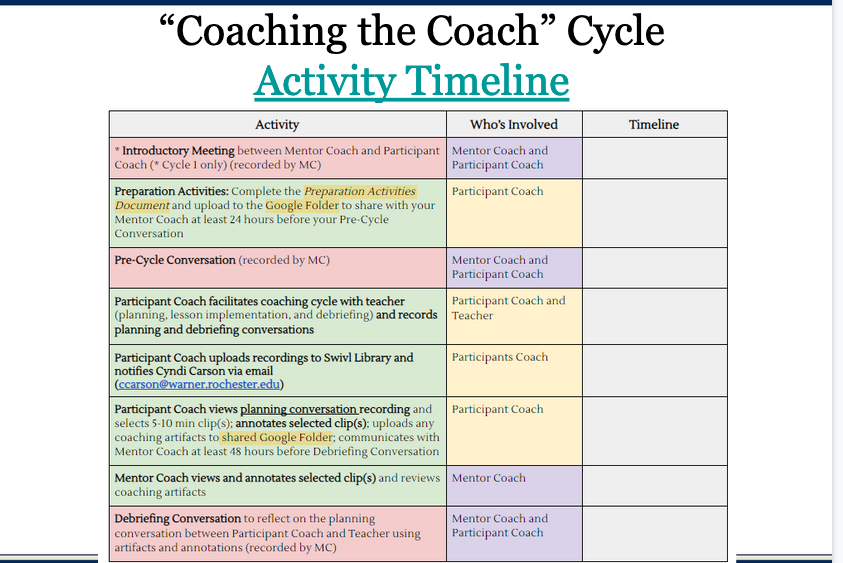 “Coaching the Coach” Cycle
Activity Timeline
Activity
Who’s Involved
Timeline
* Introductory Meeting between Mentor Coach and Participant
Coach (* Cycle 1 only) (recorded by MC)
Mentor Coach and
Participant Coach
Preparation Activities: Complete the Preparation Activities
Document and upload to the Google Folder to share with your
Mentor Coach at least 24 hours before your Pre-Cycle
Conversation
Participant Coach
Pre-Cycle Conversation (recorded by MC)
Mentor Coach and
Participant Coach
Participant Coach facilitates coaching cycle with teacher
(planning, lesson implementation, and debriefing) and records
planning and debriefing conversations
Participant Coach and
Teacher
Participant Coach uploads recordings to Swivl Library and
notifies Cyndi Carson via email
(ccarson@warner.rochester.edu)
Participants Coach
Participant Coach views planning conversation recording and
selects 5-10 min clip(s); annotates selected clip(s); uploads any
coaching artifacts to shared Google Folder; communicates with
Mentor Coach at least 48 hours before Debriefing Conversation
Participant Coach
Mentor Coach views and annotates selected clip(s) and reviews
coaching artifacts
Mentor Coach
Debriefing Conversation to reflect on the planning
conversation between Participant Coach and Teacher using
artifacts and annotations (recorded by MC)
Mentor Coach and
Participant Coach